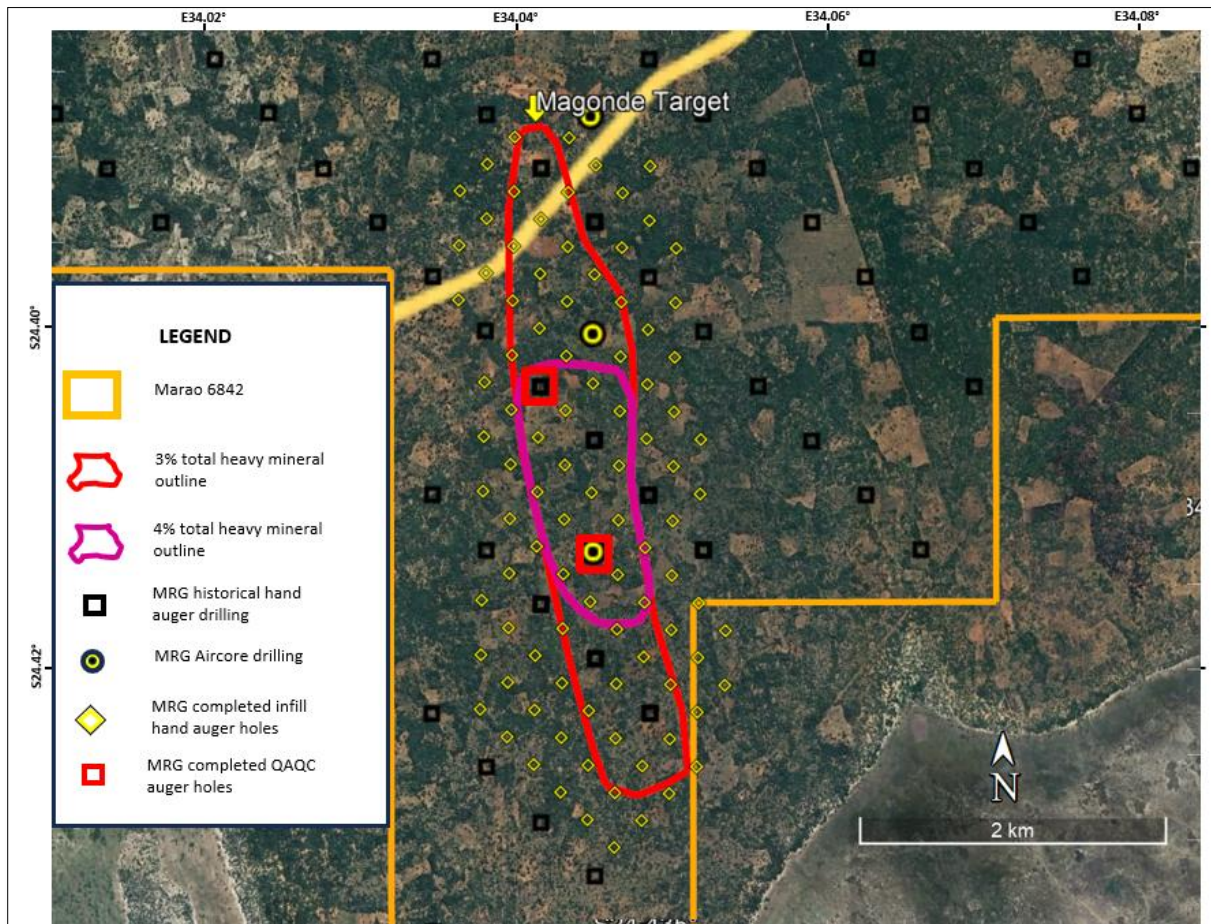 E34.02°
E34.04°
E34.06°
E34.08°
Magonde Target
S24.40°
S24.42°
LEGEND
Marao 6842
3% total heavy mineral
outline
4% total heavy mineral
outline
MRG historical hand
auger drilling
MRG Aircore drilling
MRG completed infill
hand auger holes
MRG completed QAQC
auger holes
N
2 km